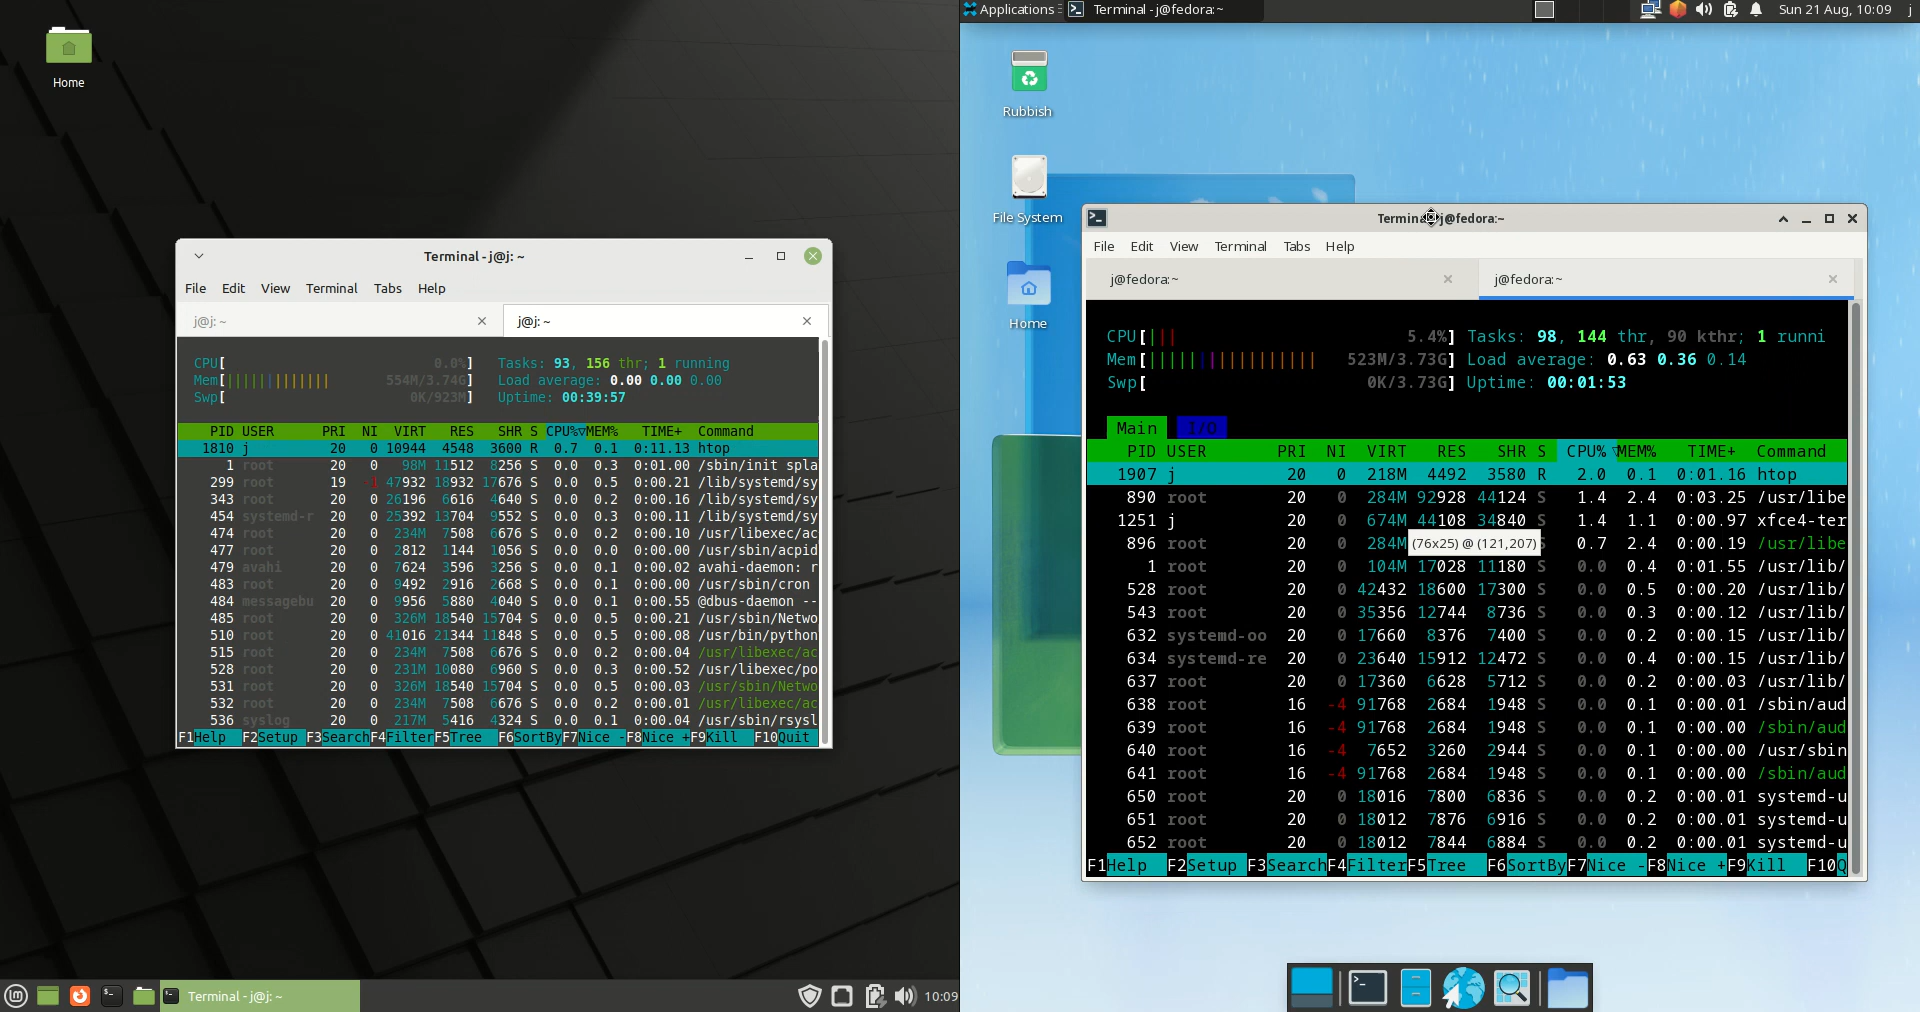 Home
Terminal - j@j: ~
File Edit View Terminal Tabs Help
j@j: ~ j@j: ~
CPU[ 0.0%] Tasks: 93, 156 thr; 1 running
Mem[||||||||||||| 554M/3.74G] Load average: 0.00 0.00 0.00
Swp[ 0K/923M] Uptime: 00:39:57
PID USER PRI NI VIRT RES SHR S CPU%▽MEM% TIME+ Command
1810 j 20 0 10944 4548 3600 R 0.7 0.1 0:11.13 htop
1 root 20 0 98M 11512 8256 S 0.0 0.3 0:01.00 /sbin/init spla
299 root 19 -1 47932 18932 17676 S 0.0 0.5 0:00.21 /lib/systemd/sy
343 root 20 0 26196 6616 4640 S 0.0 0.2 0:00.16 /lib/systemd/sy
454 systemd-r 20 0 25392 13704 9552 S 0.0 0.3 0:00.11 /lib/systemd/sy
474 root 20 0 234M 7508 6676 S 0.0 0.2 0:00.10 /usr/libexec/ac
477 root 20 0 2812 1144 1056 S 0.0 0.0 0:00.00 /usr/sbin/acpid
479 avahi 20 0 7624 3596 3256 S 0.0 0.1 0:00.02 avahi-daemon: r
483 root 20 0 9492 2916 2668 S 0.0 0.1 0:00.00 /usr/sbin/cron
484 messagebu 20 0 9956 5880 4040 S 0.0 0.1 0:00.55 @dbus-daemon --
485 root 20 0 326M 18540 15704 S 0.0 0.5 0:00.21 /usr/sbin/Netwo
510 root 20 0 41016 21344 11848 S 0.0 0.5 0:00.08 /usr/bin/python
515 root 20 0 234M 7508 6676 S 0.0 0.2 0:00.04 /usr/libexec/ac
528 root 20 0 231M 10080 6960 S 0.0 0.3 0:00.52 /usr/libexec/po
531 root 20 0 326M 18540 15704 S 0.0 0.5 0:00.03 /usr/sbin/Netwo
532 root 20 0 234M 7508 6676 S 0.0 0.2 0:00.01 /usr/libexec/ac
536 syslog 20 0 217M 5416 4324 S 0.0 0.1 0:00.04 /usr/sbin/rsysl
F1Help F2Setup F3SearchF4FilterF5Tree F6SortByF7Nice -F8Nice +F9Kill F10Quit
Terminal - j@j: ~
10:09
Applications Terminal - j@fedora:~ Sun 21 Aug, 10:09 j
Rubbish
File System
Home
Terminal j@fedora:~
File Edit View Terminal Tabs Help
j@fedora:~ j@fedora:~
CPU[||| 5.4%] Tasks: 98, 144 thr, 90 kthr; 1 runni
Mem[||||||||||||||||| 523M/3.73G] Load average: 0.63 0.36 0.14
Swp[ 0K/3.73G] Uptime: 00:01:53
Main I/O
PID USER PRI NI VIRT RES SHR S CPU%▽MEM% TIME+ Command
1907 j 20 0 218M 4492 3580 R 2.0 0.1 0:01.16 htop
890 root 20 0 284M 92928 44124 S 1.4 2.4 0:03.25 /usr/libe
1251 j 20 0 674M 44108 34840 S 1.4 1.1 0:00.97 xfce4-ter
896 root 20 0 284M (76x25) @ (121,207) S 0.7 2.4 0:00.19 /usr/libe
1 root 20 0 104M 17028 11180 S 0.0 0.4 0:01.55 /usr/lib/
528 root 20 0 42432 18600 17300 S 0.0 0.5 0:00.20 /usr/lib/
543 root 20 0 35356 12744 8736 S 0.0 0.3 0:00.12 /usr/lib/
632 systemd-oo 20 0 17660 8376 7400 S 0.0 0.2 0:00.15 /usr/lib/
634 systemd-re 20 0 23640 15912 12472 S 0.0 0.4 0:00.15 /usr/lib/
637 root 20 0 17360 6628 5712 S 0.0 0.2 0:00.03 /usr/lib/
638 root 16 -4 91768 2684 1948 S 0.0 0.1 0:00.01 /sbin/aud
639 root 16 -4 91768 2684 1948 S 0.0 0.1 0:00.00 /sbin/aud
640 root 16 -4 7652 3260 2944 S 0.0 0.1 0:00.00 /usr/sbin
641 root 16 -4 91768 2684 1948 S 0.0 0.1 0:00.00 /sbin/aud
650 root 20 0 18016 7800 6836 S 0.0 0.2 0:00.01 systemd-u
651 root 20 0 18012 7876 6916 S 0.0 0.2 0:00.01 systemd-u
652 root 20 0 18012 7844 6884 S 0.0 0.2 0:00.01 systemd-u
F1Help F2Setup F3SearchF4FilterF5Tree F6SortByF7Nice -F8Nice +F9Kill F10Q